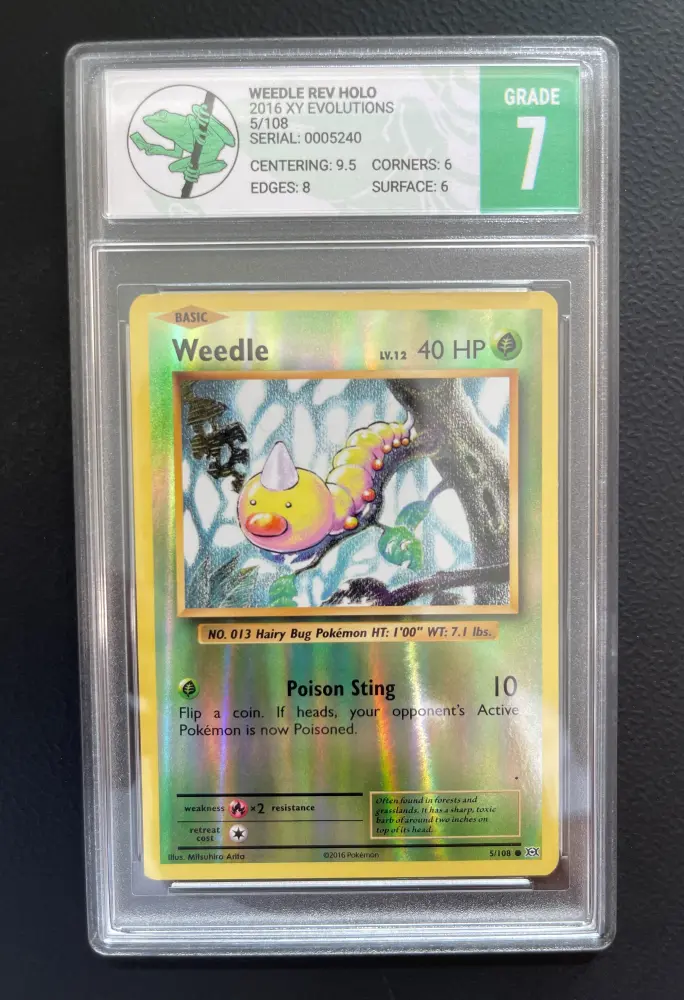 WEEDLE REV HOLO
2016 XY EVOLUTIONS
5/108
SERIAL: 0005240
CENTERING: 9.5 CORNERS: 6
EDGES: 8 SURFACE: 6
GRADE
7
BASIC
Weedle LV.12 40 HP
NO. 013 Hairy Bug Pokémon HT: 1'00" WT: 7.1 lbs.
Poison Sting 10
Flip a coin. If heads, your opponent's Active
Pokémon is now Poisoned.
weakness ×2 resistance
retreat
cost
Often found in forests and
grasslands. It has a sharp, toxic
barb of around two inches on
top of its head.
Illus. Mitsuhiro Arita ©2016 Pokémon 5/108